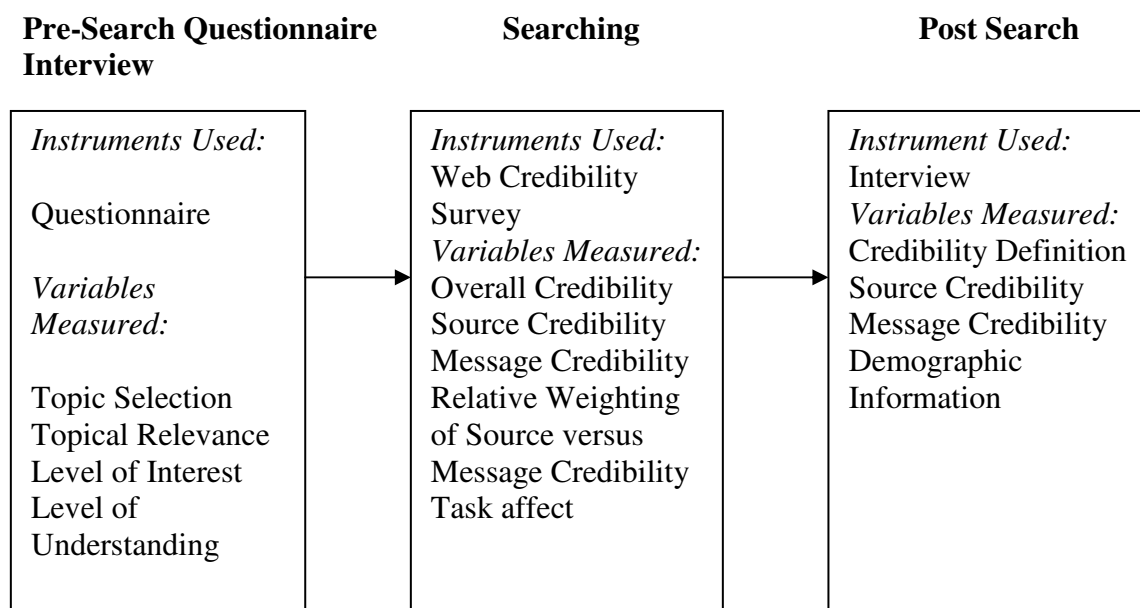 Pre-Search Questionnaire
Interview
Instruments Used:
Questionnaire
Variables
Measured:
Topic Selection
Topical Relevance
Level of Interest
Level of
Understanding
Searching
Instruments Used:
Web Credibility
Survey
Variables Measured:
Overall Credibility
Source Credibility
Message Credibility
Relative Weighting
of Source versus
Message Credibility
Task affect
Post Search
Instrument Used:
Interview
Variables Measured:
Credibility Definition
Source Credibility
Message Credibility
Demographic
Information